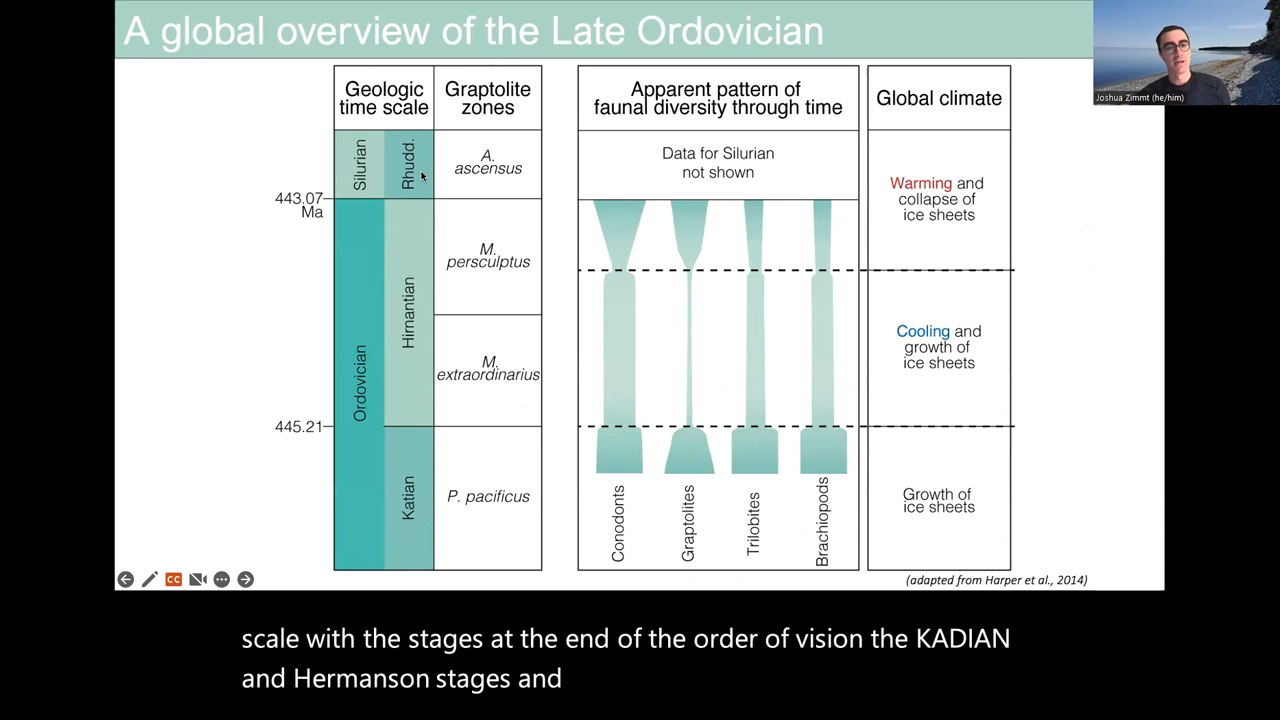 A global overview of the Late Ordovician
Joshua Zimmt (he/him)
Geologic
time scale
Graptolite
zones
Apparent pattern of
faunal diversity through time
Global climate
Silurian
Rhudd.
A.
ascensus
Data for Silurian
not shown
Warming and
collapse of
ice sheets
443.07
Ma
Ordovician
Hirnantian
M.
persculptus
M.
extraordinarius
Cooling and
growth of
ice sheets
445.21
Katian
P. pacificus
Conodonts
Graptolites
Trilobites
Brachiopods
Growth of
ice sheets
CC
(adapted from Harper et al., 2014)
scale with the stages at the end of the order of vision the KADIAN
and Hermanson stages and